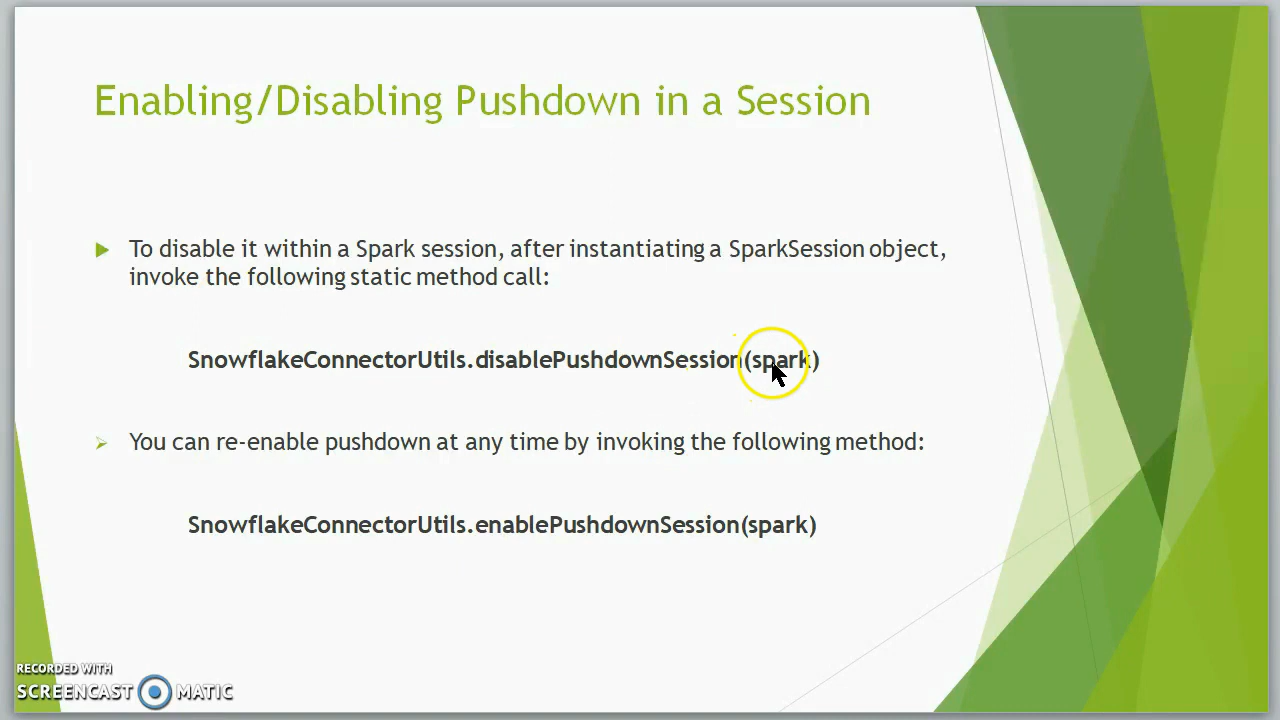 Enabling/Disabling Pushdown in a Session
To disable it within a Spark session, after instantiating a SparkSession object,
invoke the following static method call:
SnowflakeConnectorUtils.disablePushdownSession(spark)
You can re-enable pushdown at any time by invoking the following method:
SnowflakeConnectorUtils.enablePushdownSession(spark)
RECORDED WITH
SCREENCAST MATIC